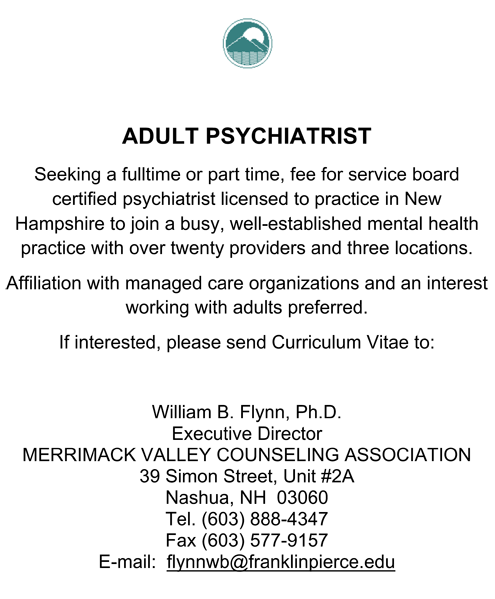 ADULT PSYCHIATRIST
Seeking a fulltime or part time, fee for service board
certified psychiatrist licensed to practice in New
Hampshire to join a busy, well-established mental health
practice with over twenty providers and three locations.
Affiliation with managed care organizations and an interest
working with adults preferred.
If interested, please send Curriculum Vitae to:
William B. Flynn, Ph.D.
Executive Director
MERRIMACK VALLEY COUNSELING ASSOCIATION
39 Simon Street, Unit #2A
Nashua, NH  03060
Tel. (603) 888-4347
Fax (603) 577-9157
E-mail:  flynnwb@franklinpierce.edu